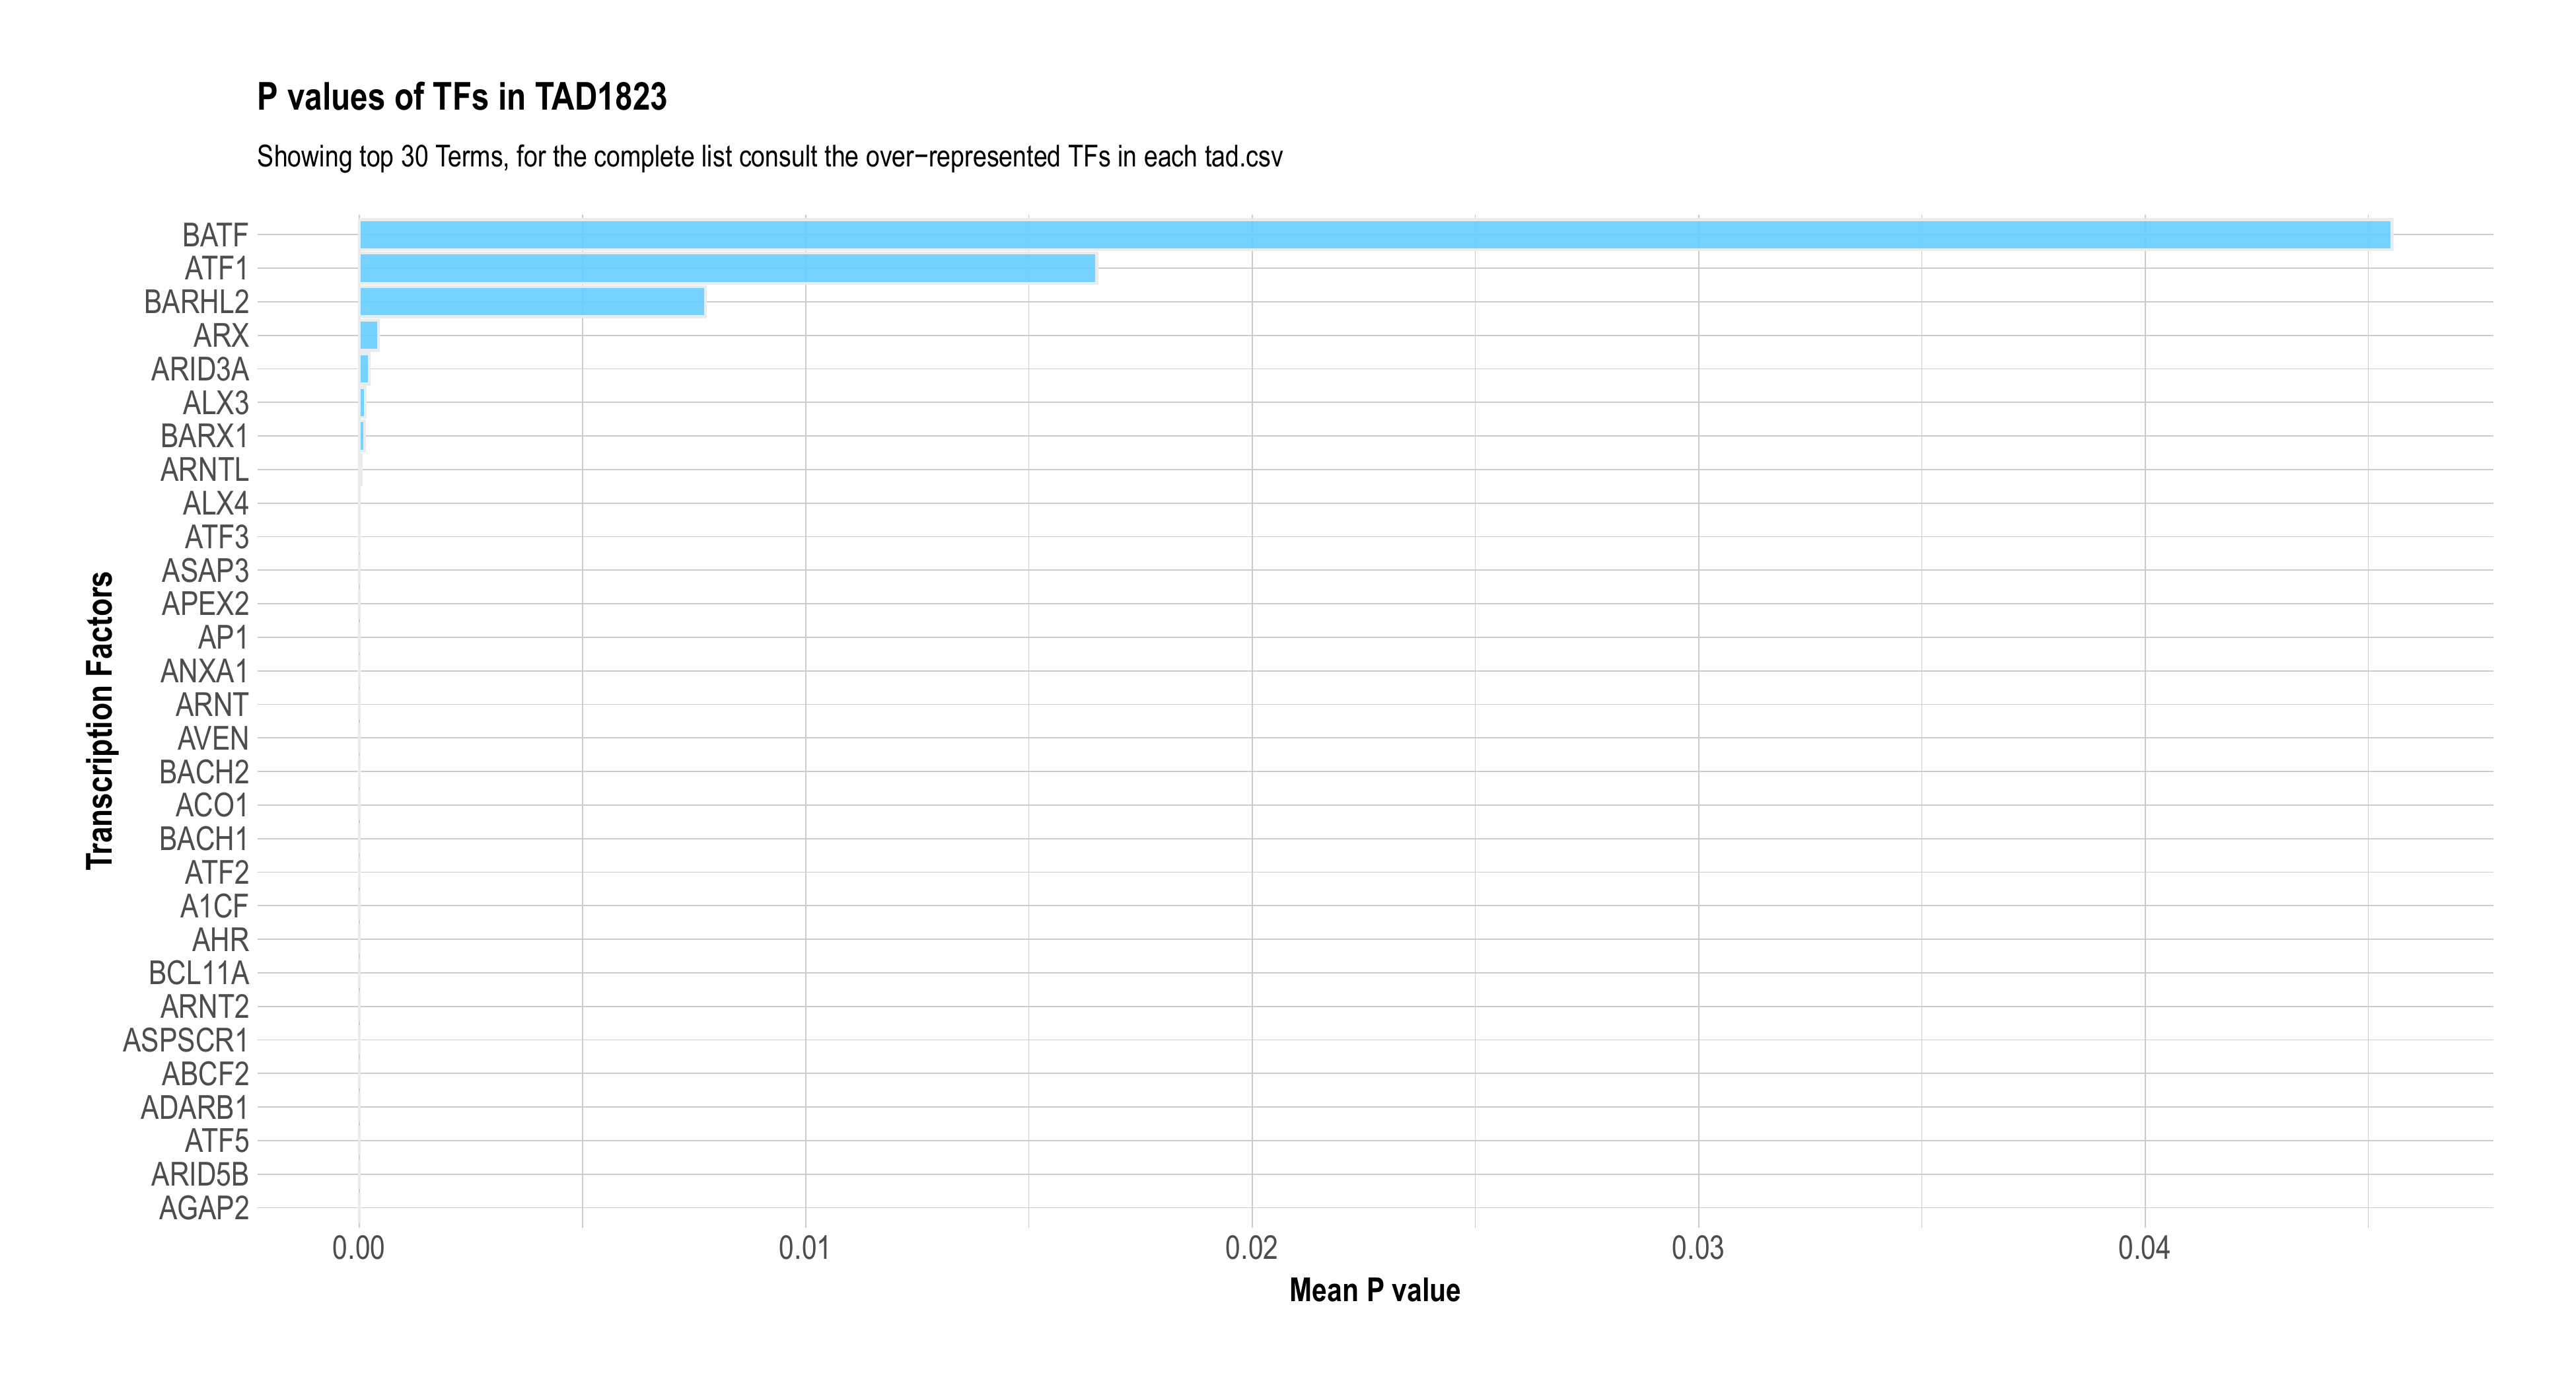 P values of TFs in TAD1823
Showing top 30 Terms, for the complete list consult the over−represented TFs in each tad.csv
Transcription Factors
BATF
ATF1
BARHL2
ARX
ARID3A
ALX3
BARX1
ARNTL
ALX4
ATF3
ASAP3
APEX2
AP1
ANXA1
ARNT
AVEN
BACH2
ACO1
BACH1
ATF2
A1CF
AHR
BCL11A
ARNT2
ASPSCR1
ABCF2
ADARB1
ATF5
ARID5B
AGAP2
0.00 0.01 0.02 0.03 0.04
Mean P value